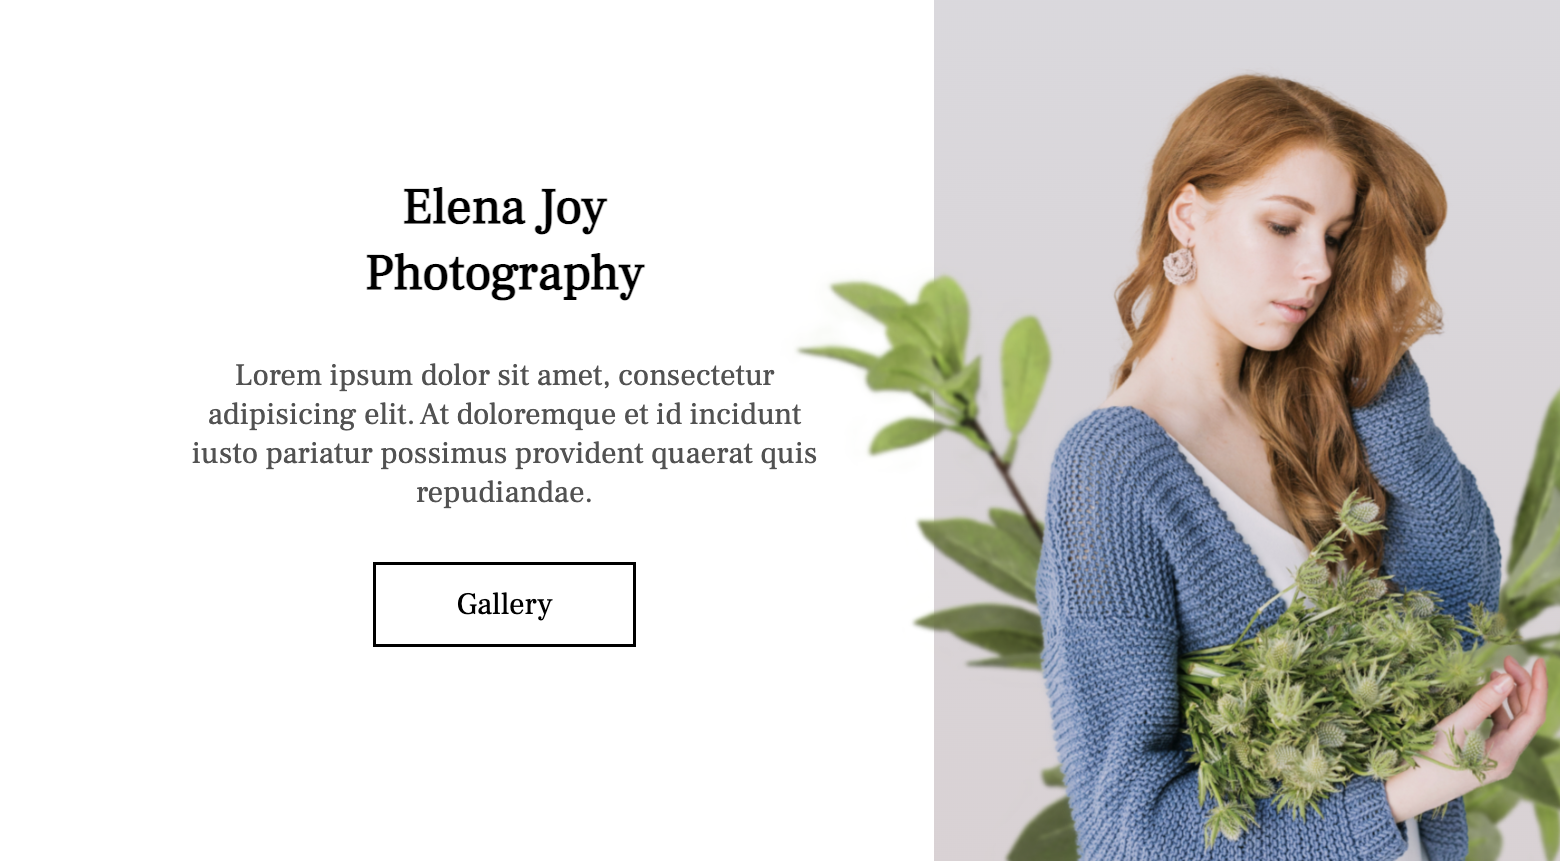 Elena Joy
Photography
Lorem ipsum dolor sit amet, consectetur
adipisicing elit. At doloremque et id incidunt
iusto pariatur possimus provident quaerat quis
repudiandae.
Gallery